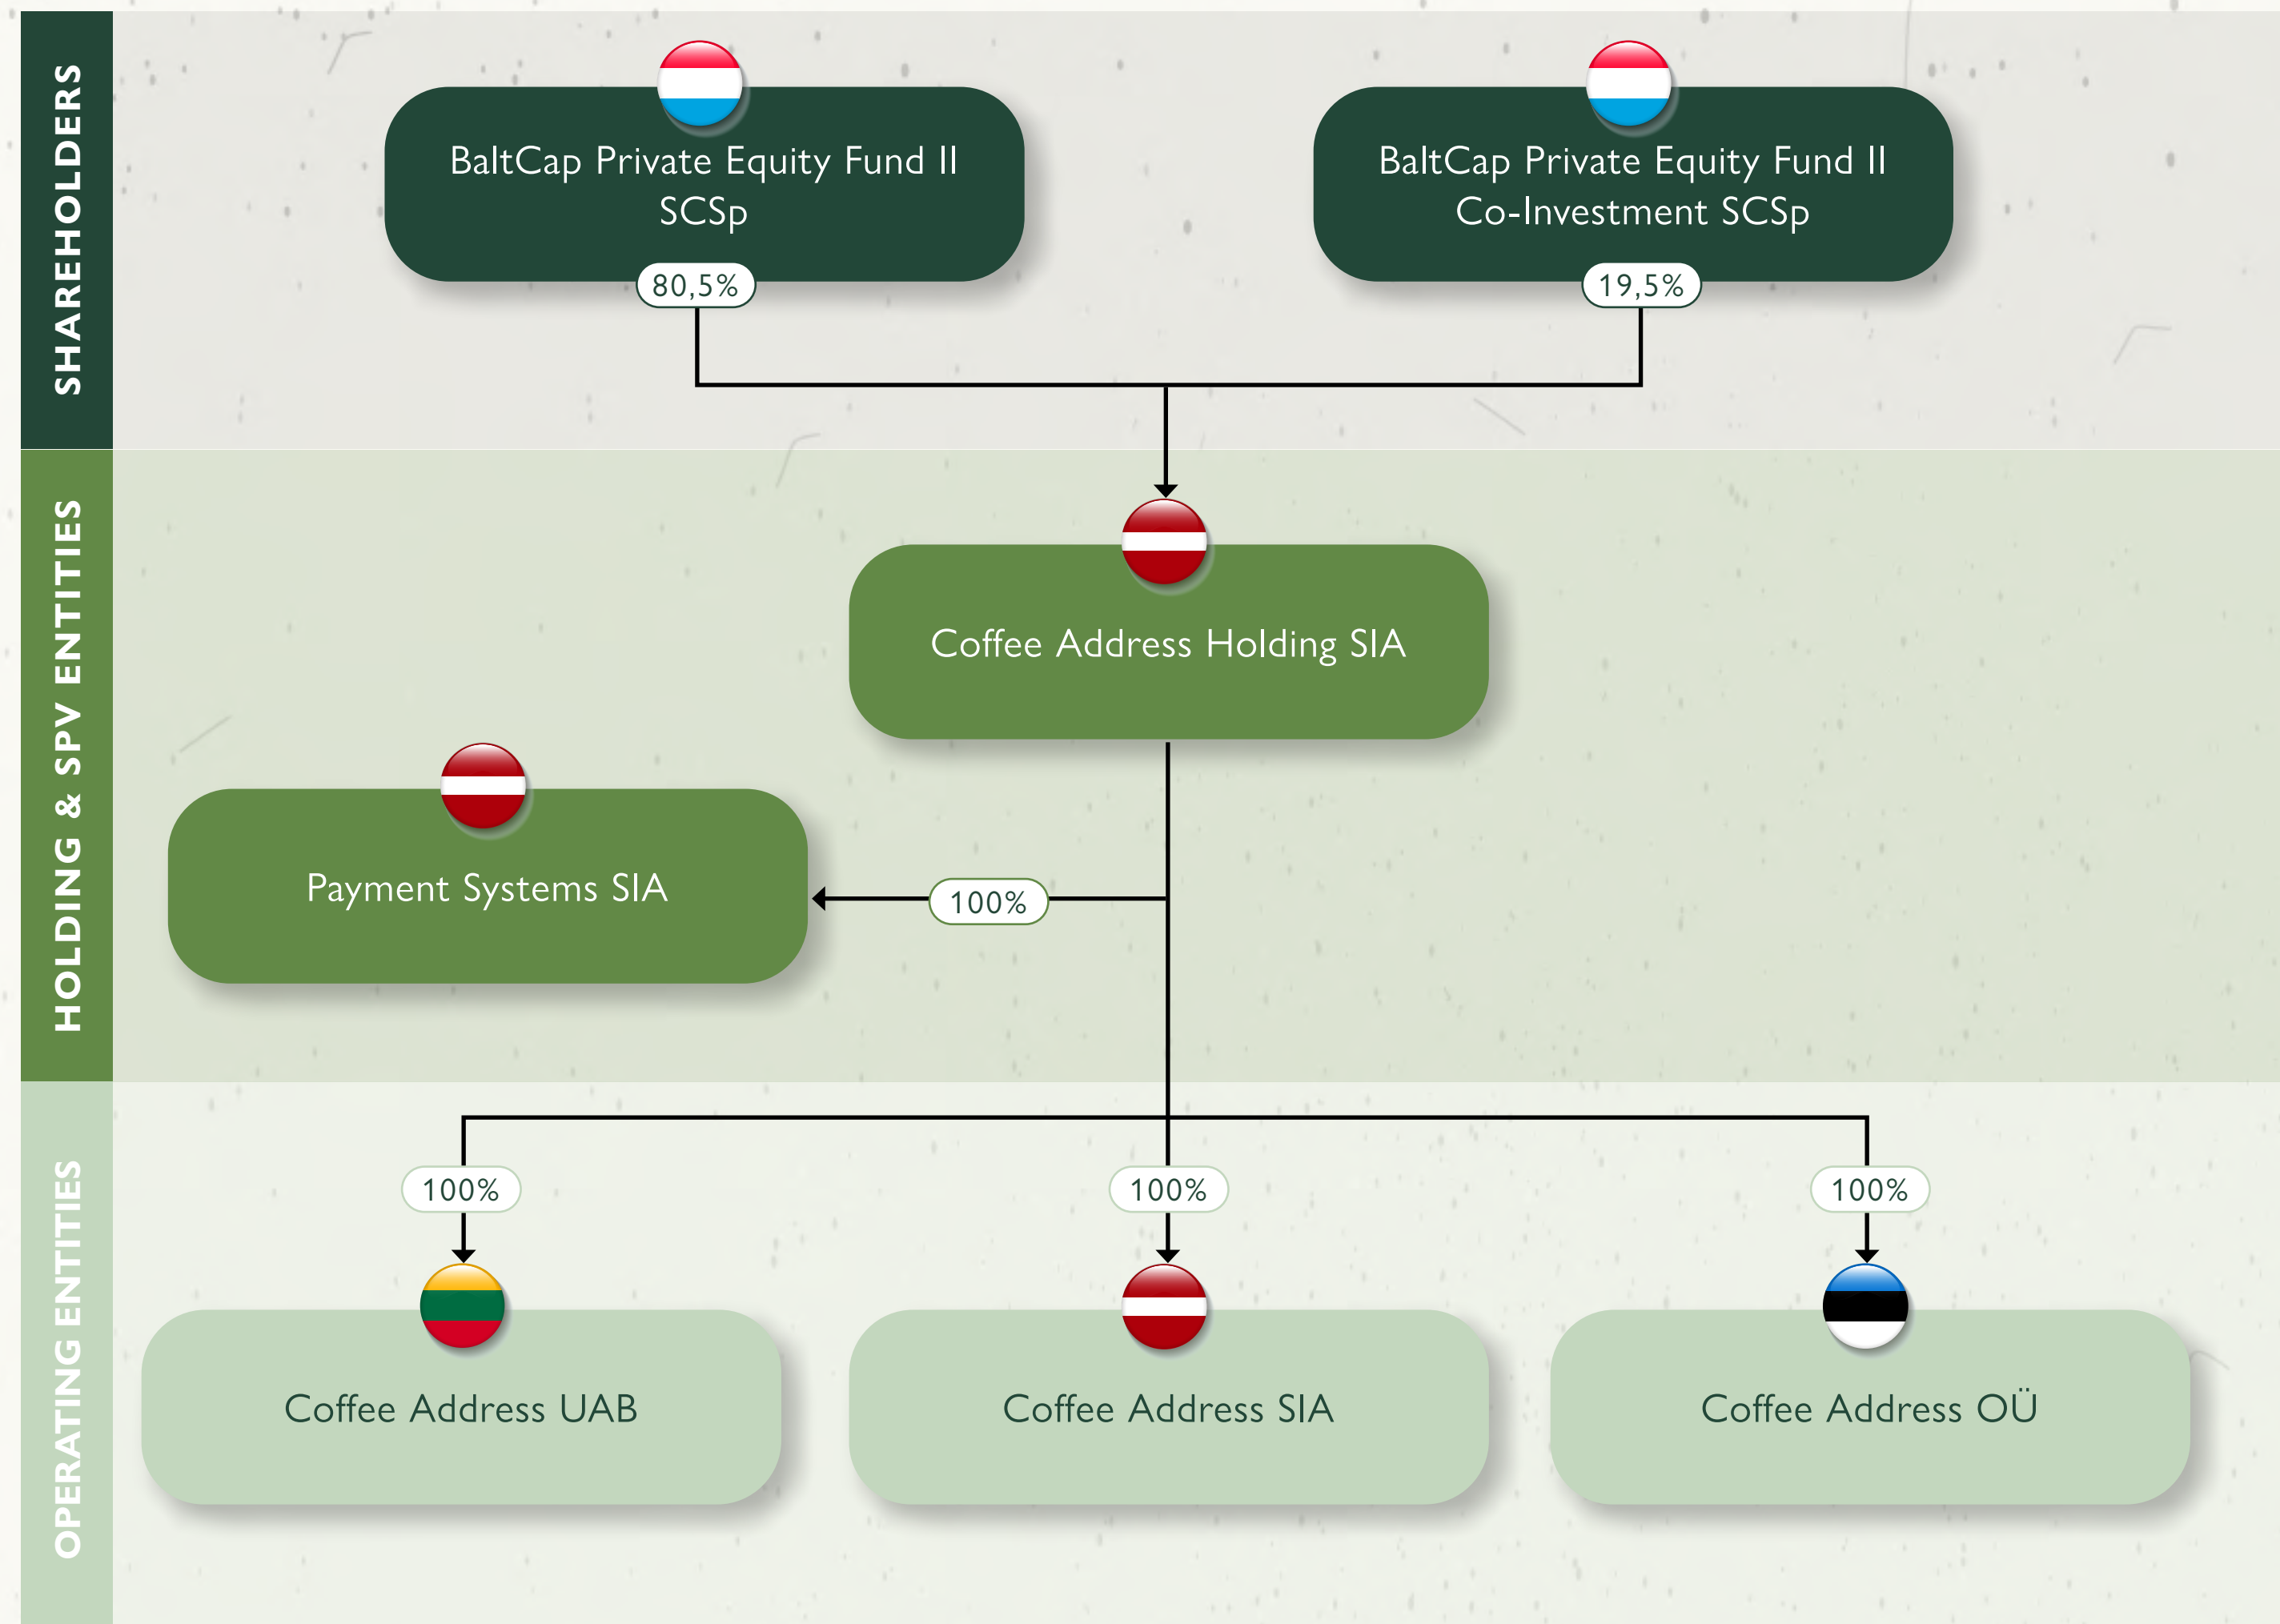 SHAREHOLDERS
BaltCap Private Equity Fund II
SCSp
80,5%
BaltCap Private Equity Fund II
Co-Investment SCSp
19,5%
HOLDING & SPV ENTITIES
Coffee Address Holding SIA
Payment Systems SIA
100%
OPERATING ENTITIES
100%
100%
100%
Coffee Address UAB
Coffee Address SIA
Coffee Address OÜ